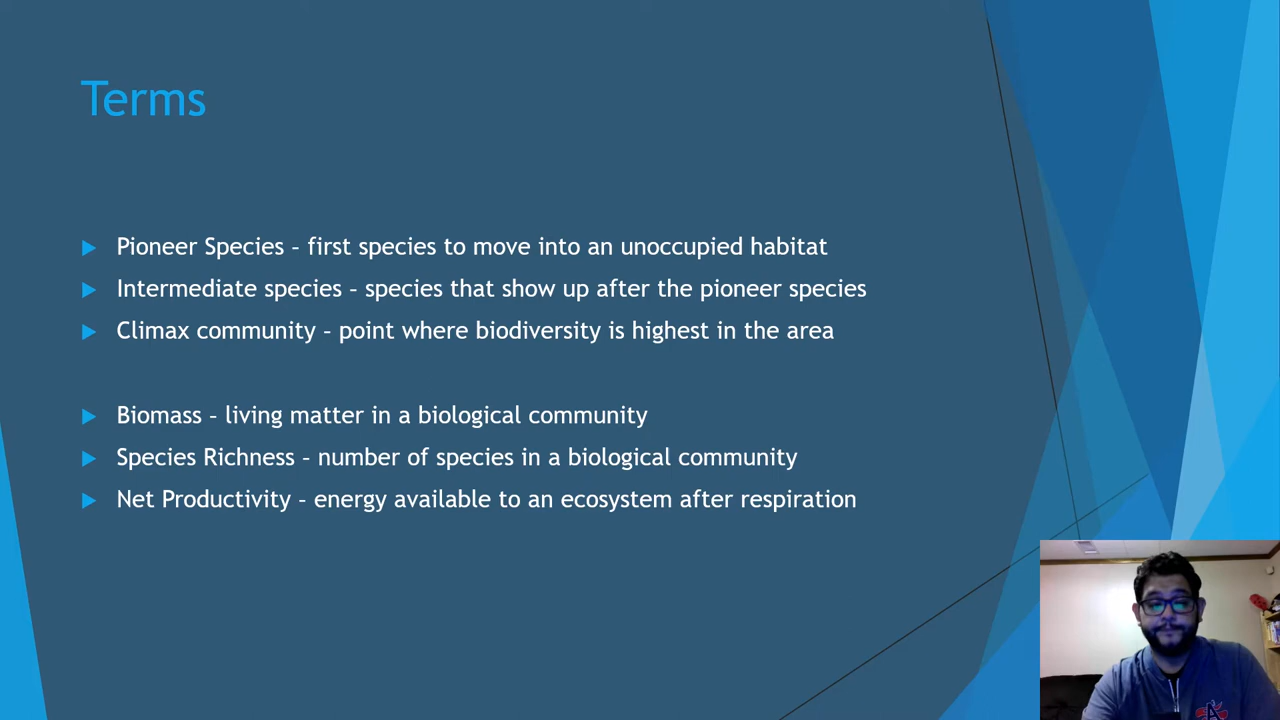 Terms
Pioneer Species – first species to move into an unoccupied habitat
Intermediate species – species that show up after the pioneer species
Climax community – point where biodiversity is highest in the area
Biomass – living matter in a biological community
Species Richness – number of species in a biological community
Net Productivity – energy available to an ecosystem after respiration